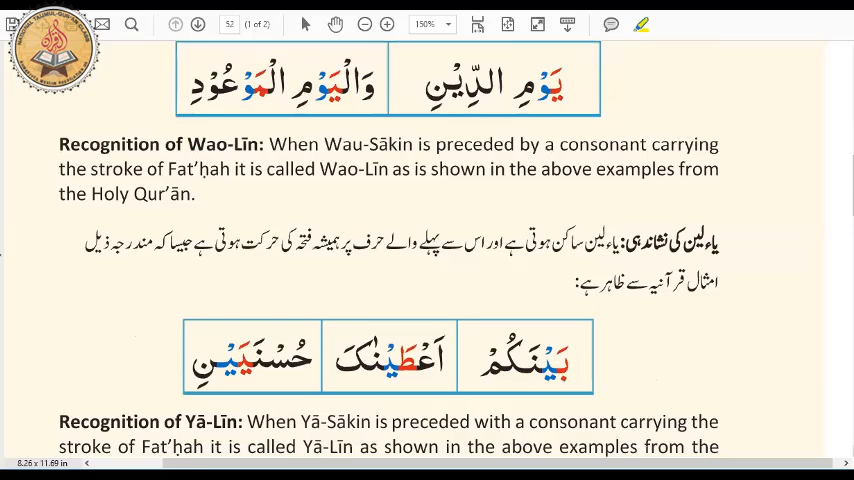 52 (1 of 2) 150%
يَوْمِ الدِّيْنِ وَالْيَوْمِ الْمَوْعُوْدِ
Recognition of Wao-Līn: When Wau-Sākin is preceded by a consonant carrying
the stroke of Fat'ḥah it is called Wao-Līn as is shown in the above examples from
the Holy Qur'ān.
یاءِ لین کی نشاندہی: یاءِ لین ساکن ہوتی ہے اور اس سے پہلے والے حرف پر ہمیشہ فتحہ کی حرکت ہوتی ہے جیسا کہ مندرجہ ذیل
امثال قرآنیہ سے ظاہر ہے:
بَيْنَكُمْ اَعْطَيْنٰكَ حُسْنَيَيْنِ
Recognition of Yā-Līn: When Yā-Sākin is preceded with a consonant carrying the
stroke of Fat'ḥah it is called Yā-Līn as shown in the above examples from the
8.26 x 11.69 in